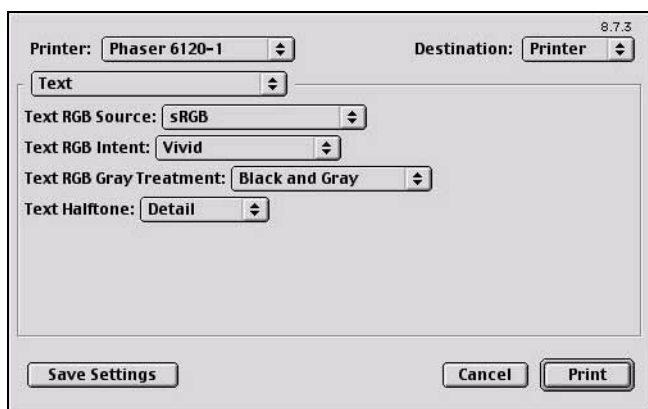 8.7.3
Printer: Phaser 6120-1 Destination: Printer
Text
Text RGB Source: sRGB
Text RGB Intent: Vivid
Text RGB Gray Treatment: Black and Gray
Text Halftone: Detail
Save Settings Cancel Print